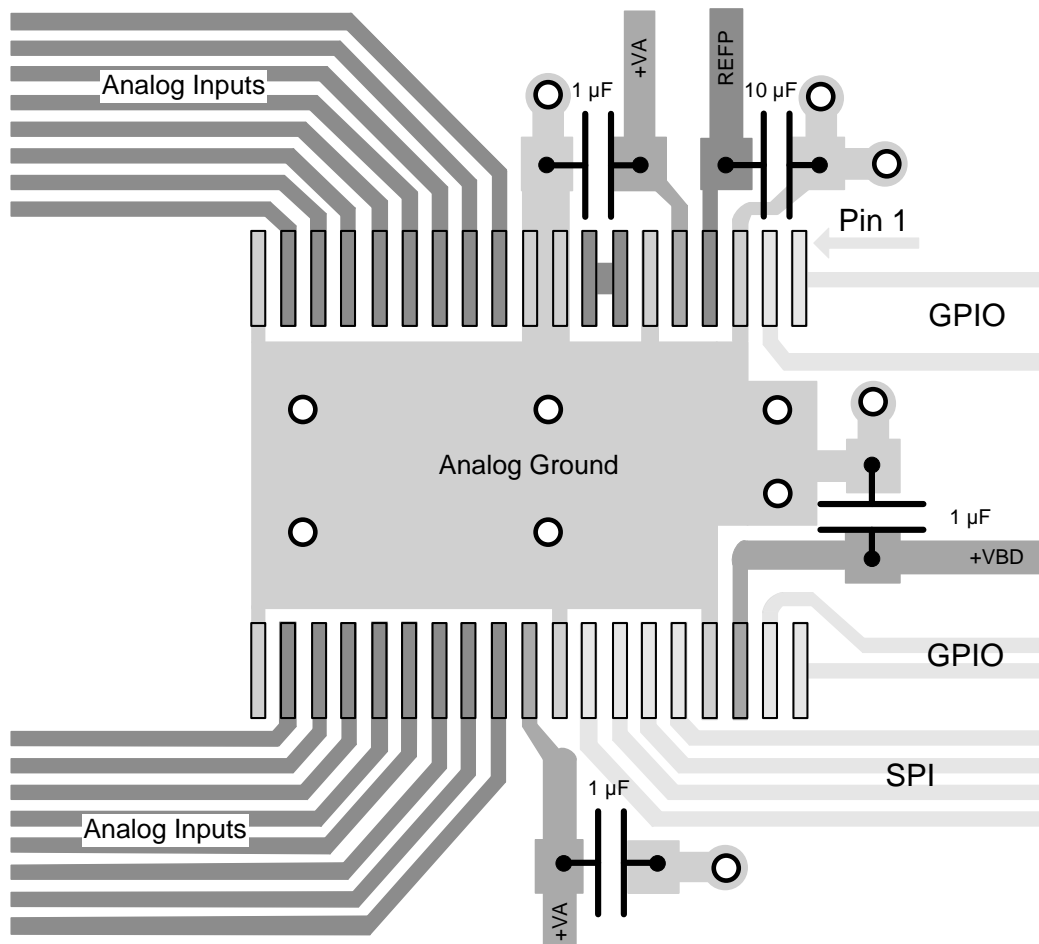 +VA
REFP
Analog Inputs
1 µF
10 µF
Pin 1
GPIO
Analog Ground
1 µF
+VBD
GPIO
SPI
1 µF
Analog Inputs
+VA